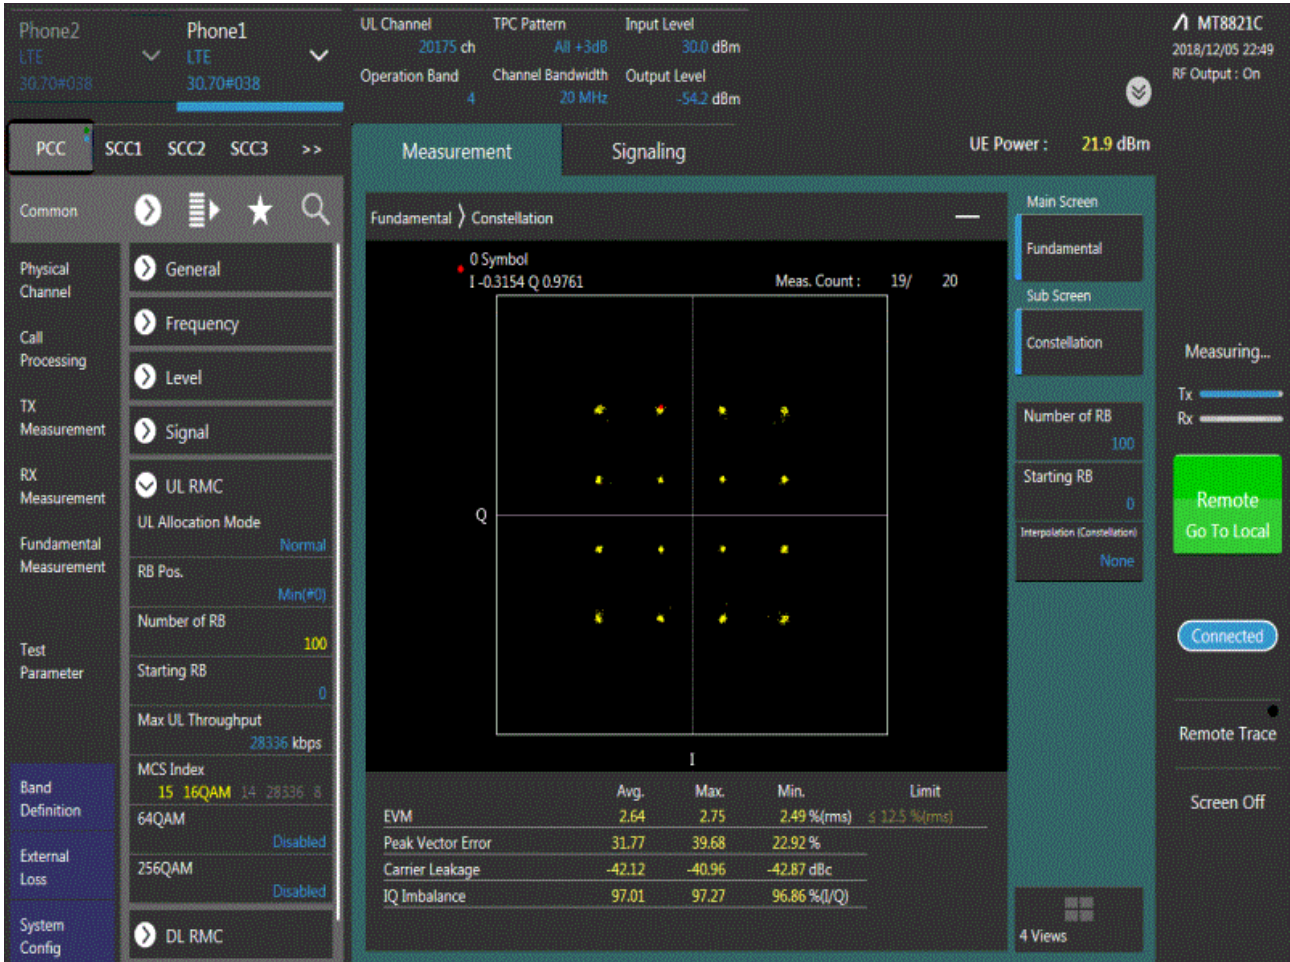 Phone2
LTE
30.70#038
Phone1
LTE
30.70#038
UL Channel
20175 ch
TPC Pattern
All +3dB
Input Level
30.0 dBm
Operation Band
4
Channel Bandwidth
20 MHz
Output Level
-54.2 dBm
MT8821C
2018/12/05 22:49
RF Output : On
PCC SCC1 SCC2 SCC3 >>
Measurement
Signaling
UE Power : 21.9 dBm
Common
Physical
Channel
Call
Processing
TX
Measurement
RX
Measurement
Fundamental
Measurement
Test
Parameter
Band
Definition
External
Loss
System
Config
General
Frequency
Level
Signal
UL RMC
UL Allocation Mode
Normal
RB Pos.
Min(#0)
Number of RB
100
Starting RB
0
Max UL Throughput
28336 kbps
MCS Index
15 16QAM 14 28336 8
64QAM
Disabled
256QAM
Disabled
DL RMC
Fundamental 〉 Constellation
0 Symbol
I -0.3154 Q 0.9761
Meas. Count : 19/ 20
Q
I
Avg. Max. Min. Limit
EVM 2.64 2.75 2.49 %(rms) ≤ 12.5 %(rms)
Peak Vector Error 31.77 39.68 22.92 %
Carrier Leakage -42.12 -40.96 -42.87 dBc
IQ Imbalance 97.01 97.27 96.86 %(I/Q)
Main Screen
Fundamental
Sub Screen
Constellation
Number of RB
100
Starting RB
0
Interpolation (Constellation)
None
4 Views
Measuring...
Tx
Rx
Remote
Go To Local
Connected
Remote Trace
Screen Off